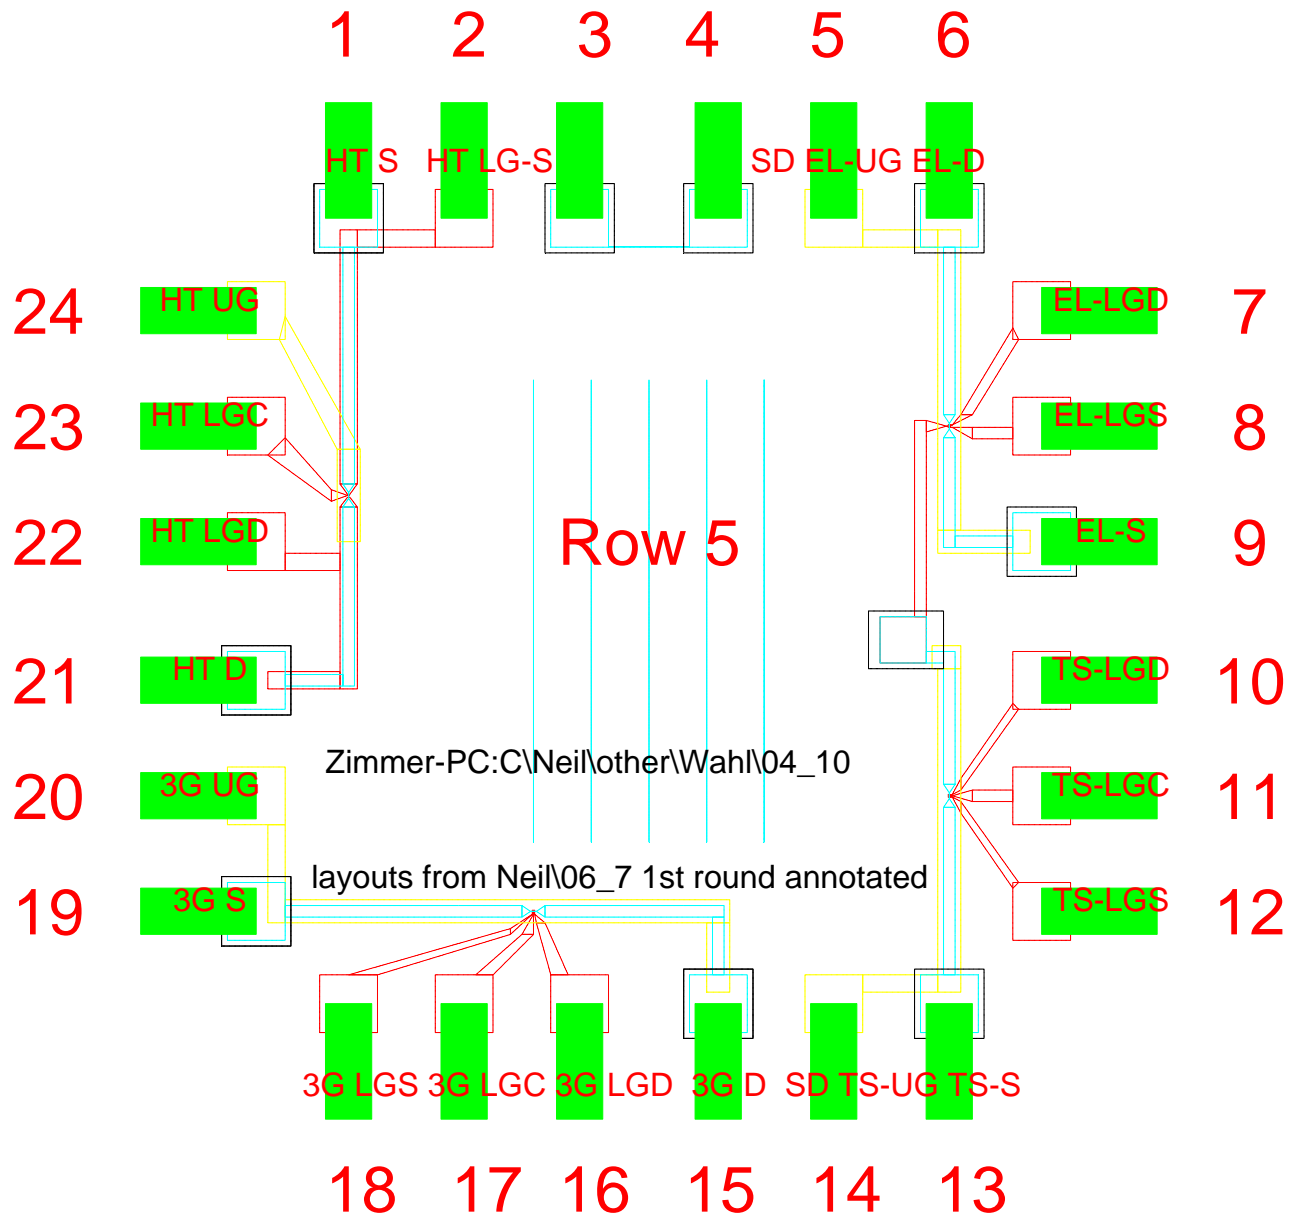 1 2 3 4 5 6
HT S HT LG-S SD EL-UG EL-D
24 HT UG EL-LGD 7
23 HT LGC EL-LGS 8
22 HT LGD Row 5 EL-S 9
21 HT D TS-LGD 10
Zimmer-PC:C\Neil\other\Wahl\04_10
20 3G UG TS-LGC 11
layouts from Neil\06_7 1st round annotated
19 3G S TS-LGS 12
3G LGS 3G LGC 3G LGD 3G D SD TS-UG TS-S
18 17 16 15 14 13